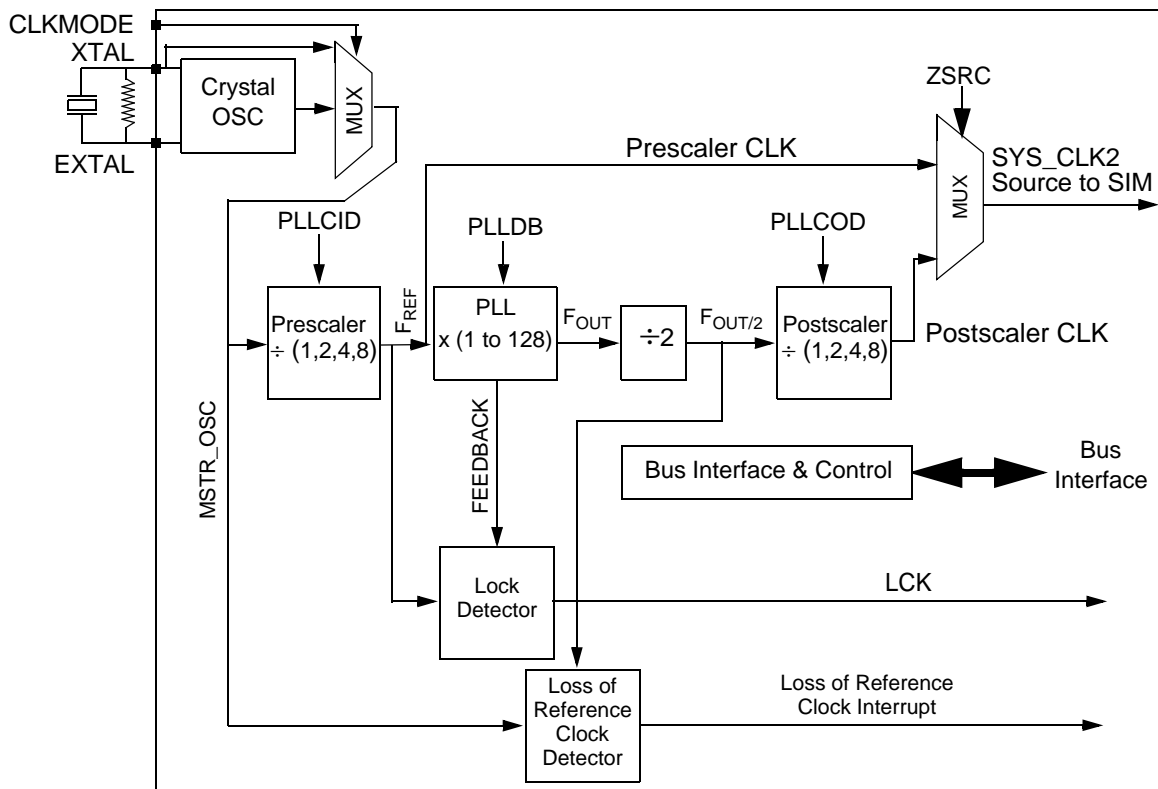 CLKMODE
XTAL
EXTAL
Crystal
OSC
MUX
ZSRC
MUX
Prescaler CLK
SYS_CLK2
Source to SIM
PLLCID
PLLDB
PLLCOD
Prescaler
÷ (1,2,4,8)
FREF
PLL
x (1 to 128)
FOUT
÷2
FOUT/2
Postscaler
÷ (1,2,4,8)
Postscaler CLK
MSTR_OSC
FEEDBACK
Bus Interface & Control
Bus
Interface
Lock
Detector
LCK
Loss of
Reference
Clock
Detector
Loss of Reference
Clock Interrupt